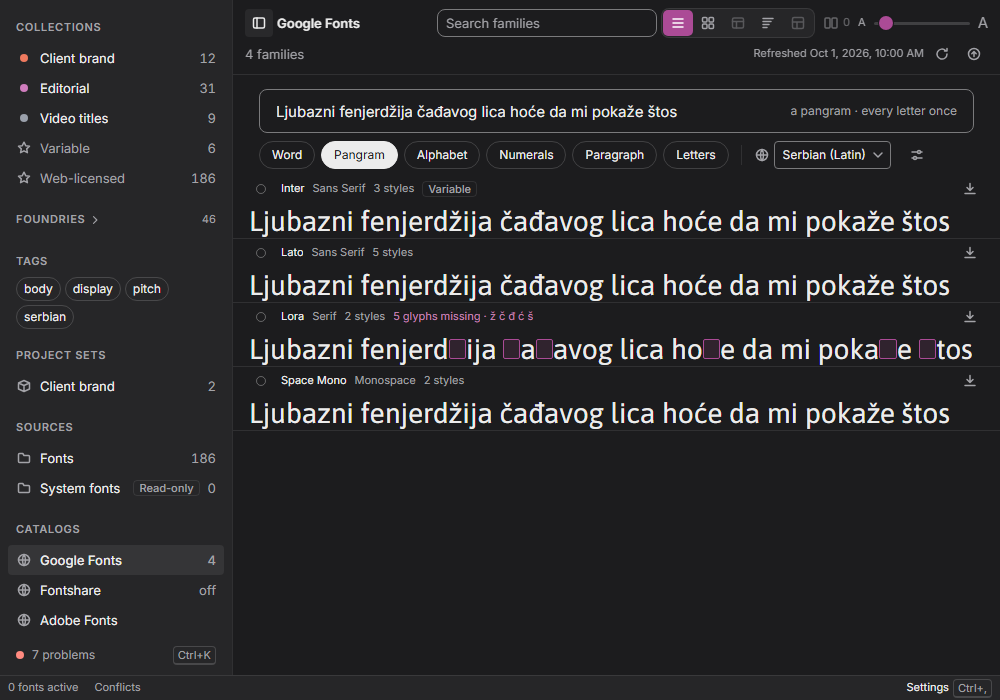 COLLECTIONS
Client brand 12
Editorial 31
Video titles 9
Variable 6
Web-licensed 186
FOUNDRIES 46
TAGS
body display pitch
serbian
PROJECT SETS
Client brand 2
SOURCES
Fonts 186
System fonts Read-only 0
CATALOGS
Google Fonts 4
Fontshare off
Adobe Fonts
7 problems Ctrl+K
Google Fonts Search families 0 A A
4 families Refreshed Oct 1, 2026, 10:00 AM
Ljubazni fenjerdžija čađavog lica hoće da mi pokaže štos a pangram · every letter once
Word Pangram Alphabet Numerals Paragraph Letters Serbian (Latin)
Inter Sans Serif 3 styles Variable
Ljubazni fenjerdžija čađavog lica hoće da mi pokaže štos
Lato Sans Serif 5 styles
Ljubazni fenjerdžija čađavog lica hoće da mi pokaže štos
Lora Serif 2 styles 5 glyphs missing · ž č đ ć š
Ljubazni fenjerd□ija □a□avog lica ho□e da mi poka□e □tos
Space Mono Monospace 2 styles
Ljubazni fenjerdžija čađavog lica hoće da mi pokaže štos
0 fonts active Conflicts Settings Ctrl+,